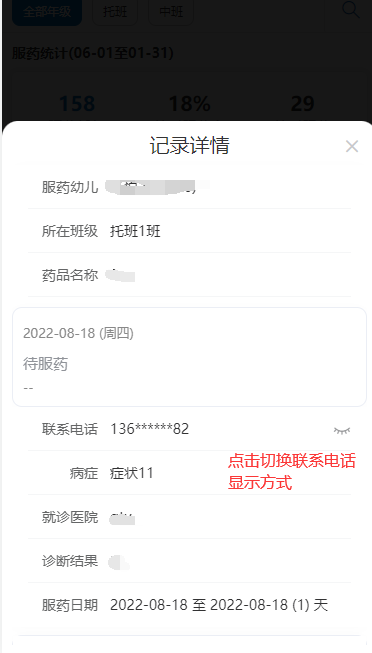 全部年级 托班 中班
服药统计(06-01至01-31)
158 18% 29
记录详情
服药幼儿
所在班级 托班1班
药品名称
2022-08-18 (周四)
待服药
--
联系电话 136******82
点击切换联系电话
显示方式
病症 症状11
就诊医院
诊断结果
服药日期 2022-08-18 至 2022-08-18 (1) 天